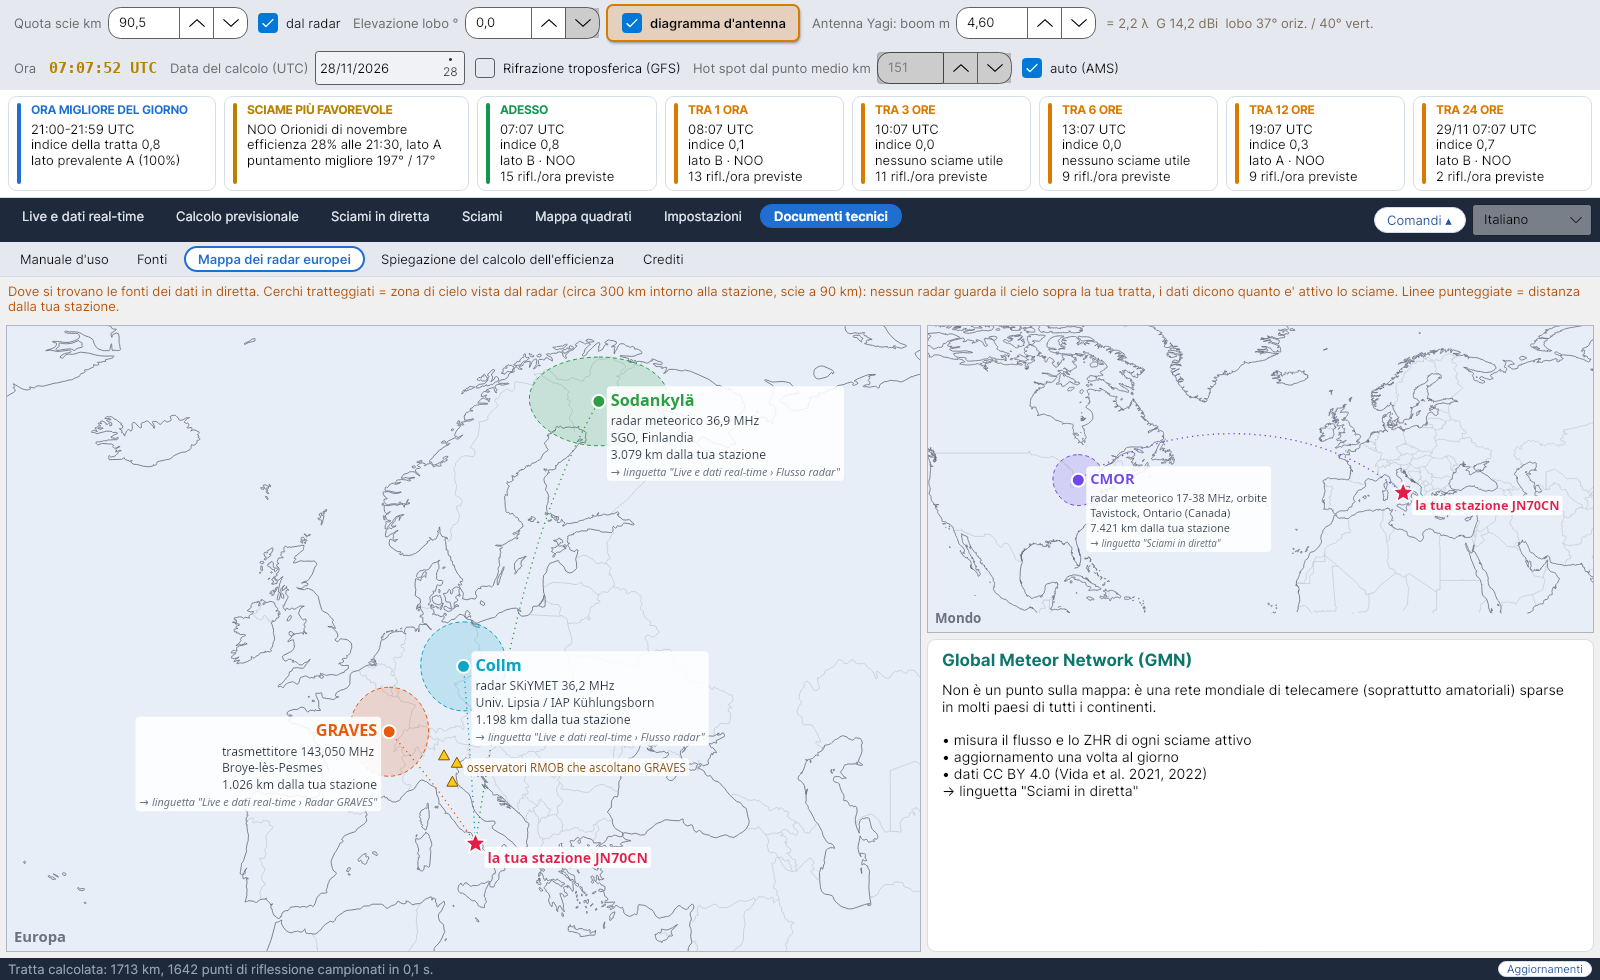 Quota scie km 90,5 dal radar Elevazione lobo ° 0,0 diagramma d'antenna Antenna Yagi: boom m 4,60 = 2,2 λ G 14,2 dBi lobo 37° oriz. / 40° vert.
Ora 07:07:52 UTC Data del calcolo (UTC) 28/11/2026 28 Rifrazione troposferica (GFS) Hot spot dal punto medio km 151 auto (AMS)
ORA MIGLIORE DEL GIORNO
21:00-21:59 UTC
indice della tratta 0,8
lato prevalente A (100%)
SCIAME PIÙ FAVOREVOLE
NOO Orionidi di novembre
efficienza 28% alle 21:30, lato A
puntamento migliore 197° / 17°
ADESSO
07:07 UTC
indice 0,8
lato B · NOO
15 rifl./ora previste
TRA 1 ORA
08:07 UTC
indice 0,1
lato B · NOO
13 rifl./ora previste
TRA 3 ORE
10:07 UTC
indice 0,0
nessuno sciame utile
11 rifl./ora previste
TRA 6 ORE
13:07 UTC
indice 0,0
nessuno sciame utile
9 rifl./ora previste
TRA 12 ORE
19:07 UTC
indice 0,3
lato A · NOO
9 rifl./ora previste
TRA 24 ORE
29/11 07:07 UTC
indice 0,7
lato B · NOO
2 rifl./ora previste
Live e dati real-time Calcolo previsionale Sciami in diretta Sciami Mappa quadrati Impostazioni Documenti tecnici Comandi ▴ Italiano
Manuale d'uso Fonti Mappa dei radar europei Spiegazione del calcolo dell'efficienza Crediti
Dove si trovano le fonti dei dati in diretta. Cerchi tratteggiati = zona di cielo vista dal radar (circa 300 km intorno alla stazione, scie a 90 km): nessun radar guarda il cielo sopra la tua tratta, i dati dicono quanto e' attivo lo sciame. Linee punteggiate = distanza
dalla tua stazione.
Sodankylä
radar meteorico 36,9 MHz
SGO, Finlandia
3.079 km dalla tua stazione
→ linguetta "Live e dati real-time › Flusso radar"
Collm
radar SKiYMET 36,2 MHz
Univ. Lipsia / IAP Kühlungsborn
1.198 km dalla tua stazione
→ linguetta "Live e dati real-time › Flusso radar"
GRAVES
trasmettitore 143,050 MHz
Broye-lès-Pesmes
1.026 km dalla tua stazione
→ linguetta "Live e dati real-time › Radar GRAVES"
osservatori RMOB che ascoltano GRAVES
la tua stazione JN70CN
Europa
CMOR
radar meteorico 17-38 MHz, orbite
Tavistock, Ontario (Canada)
7.421 km dalla tua stazione
→ linguetta "Sciami in diretta"
la tua stazione JN70CN
Mondo
Global Meteor Network (GMN)
Non è un punto sulla mappa: è una rete mondiale di telecamere (soprattutto amatoriali) sparse
in molti paesi di tutti i continenti.
• misura il flusso e lo ZHR di ogni sciame attivo
• aggiornamento una volta al giorno
• dati CC BY 4.0 (Vida et al. 2021, 2022)
→ linguetta "Sciami in diretta"
Tratta calcolata: 1713 km, 1642 punti di riflessione campionati in 0,1 s. Aggiornamenti